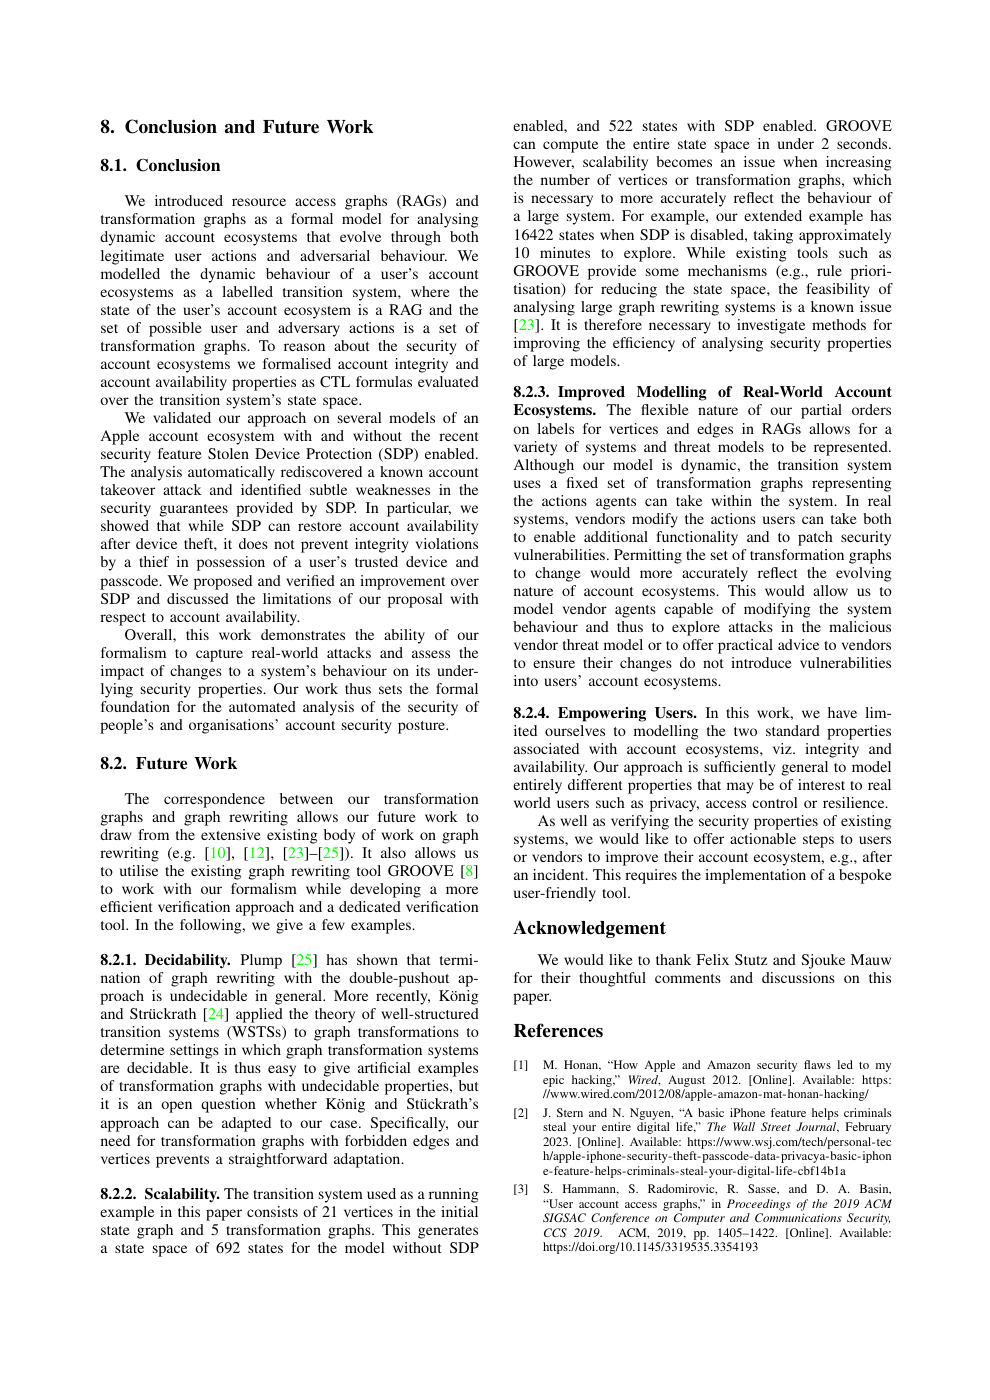 8. Conclusion and Future Work
8.1. Conclusion
We introduced resource access graphs (RAGs) and
transformation graphs as a formal model for analysing
dynamic account ecosystems that evolve through both
legitimate user actions and adversarial behaviour. We
modelled the dynamic behaviour of a user's account
ecosystems as a labelled transition system, where the
state of the user's account ecosystem is a RAG and the
set of possible user and adversary actions is a set of
transformation graphs. To reason about the security of
account ecosystems we formalised account integrity and
account availability properties as CTL formulas evaluated
over the transition system's state space.
We validated our approach on several models of an
Apple account ecosystem with and without the recent
security feature Stolen Device Protection (SDP) enabled.
The analysis automatically rediscovered a known account
takeover attack and identified subtle weaknesses in the
security guarantees provided by SDP. In particular, we
showed that while SDP can restore account availability
after device theft, it does not prevent integrity violations
by a thief in possession of a user's trusted device and
passcode. We proposed and verified an improvement over
SDP and discussed the limitations of our proposal with
respect to account availability.
Overall, this work demonstrates the ability of our
formalism to capture real-world attacks and assess the
impact of changes to a system's behaviour on its under-
lying security properties. Our work thus sets the formal
foundation for the automated analysis of the security of
people's and organisations' account security posture.
8.2. Future Work
The correspondence between our transformation
graphs and graph rewriting allows our future work to
draw from the extensive existing body of work on graph
rewriting (e.g. [10], [12], [23]–[25]). It also allows us
to utilise the existing graph rewriting tool GROOVE [8]
to work with our formalism while developing a more
efficient verification approach and a dedicated verification
tool. In the following, we give a few examples.
8.2.1. Decidability. Plump [25] has shown that termi-
nation of graph rewriting with the double-pushout ap-
proach is undecidable in general. More recently, König
and Strückrath [24] applied the theory of well-structured
transition systems (WSTSs) to graph transformations to
determine settings in which graph transformation systems
are decidable. It is thus easy to give artificial examples
of transformation graphs with undecidable properties, but
it is an open question whether König and Stückrath's
approach can be adapted to our case. Specifically, our
need for transformation graphs with forbidden edges and
vertices prevents a straightforward adaptation.
8.2.2. Scalability. The transition system used as a running
example in this paper consists of 21 vertices in the initial
state graph and 5 transformation graphs. This generates
a state space of 692 states for the model without SDP
enabled, and 522 states with SDP enabled. GROOVE
can compute the entire state space in under 2 seconds.
However, scalability becomes an issue when increasing
the number of vertices or transformation graphs, which
is necessary to more accurately reflect the behaviour of
a large system. For example, our extended example has
16422 states when SDP is disabled, taking approximately
10 minutes to explore. While existing tools such as
GROOVE provide some mechanisms (e.g., rule priori-
tisation) for reducing the state space, the feasibility of
analysing large graph rewriting systems is a known issue
[23]. It is therefore necessary to investigate methods for
improving the efficiency of analysing security properties
of large models.
8.2.3. Improved Modelling of Real-World Account
Ecosystems. The flexible nature of our partial orders
on labels for vertices and edges in RAGs allows for a
variety of systems and threat models to be represented.
Although our model is dynamic, the transition system
uses a fixed set of transformation graphs representing
the actions agents can take within the system. In real
systems, vendors modify the actions users can take both
to enable additional functionality and to patch security
vulnerabilities. Permitting the set of transformation graphs
to change would more accurately reflect the evolving
nature of account ecosystems. This would allow us to
model vendor agents capable of modifying the system
behaviour and thus to explore attacks in the malicious
vendor threat model or to offer practical advice to vendors
to ensure their changes do not introduce vulnerabilities
into users' account ecosystems.
8.2.4. Empowering Users. In this work, we have lim-
ited ourselves to modelling the two standard properties
associated with account ecosystems, viz. integrity and
availability. Our approach is sufficiently general to model
entirely different properties that may be of interest to real
world users such as privacy, access control or resilience.
As well as verifying the security properties of existing
systems, we would like to offer actionable steps to users
or vendors to improve their account ecosystem, e.g., after
an incident. This requires the implementation of a bespoke
user-friendly tool.
Acknowledgement
We would like to thank Felix Stutz and Sjouke Mauw
for their thoughtful comments and discussions on this
paper.
References
[1] M. Honan, “How Apple and Amazon security flaws led to my
epic hacking,” Wired, August 2012. [Online]. Available: https:
//www.wired.com/2012/08/apple-amazon-mat-honan-hacking/
[2] J. Stern and N. Nguyen, “A basic iPhone feature helps criminals
steal your entire digital life,” The Wall Street Journal, February
2023. [Online]. Available: https://www.wsj.com/tech/personal-tec
h/apple-iphone-security-theft-passcode-data-privacya-basic-iphon
e-feature-helps-criminals-steal-your-digital-life-cbf14b1a
[3] S. Hammann, S. Radomirovic, R. Sasse, and D. A. Basin,
“User account access graphs,” in Proceedings of the 2019 ACM
SIGSAC Conference on Computer and Communications Security,
CCS 2019. ACM, 2019, pp. 1405–1422. [Online]. Available:
https://doi.org/10.1145/3319535.3354193